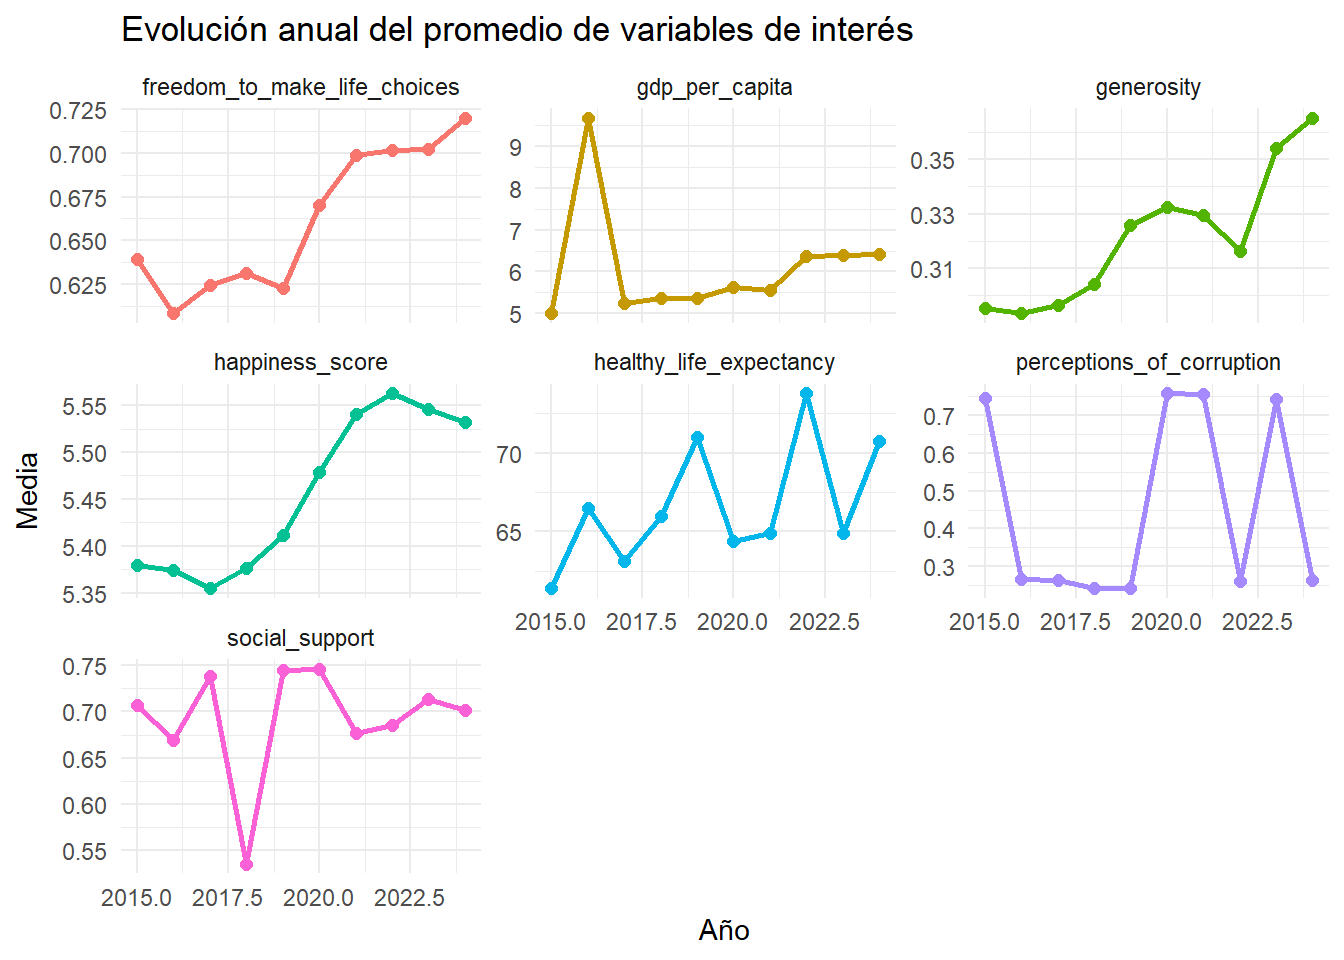 Evolución anual del promedio de variables de interés
freedom_to_make_life_choices
0.725
0.700
0.675
0.650
0.625
gdp_per_capita
9
8
7
6
5
generosity
0.35
0.33
0.31
happiness_score
5.55
5.50
5.45
5.40
5.35
healthy_life_expectancy
70
65
2015.0 2017.5 2020.0 2022.5
perceptions_of_corruption
0.7
0.6
0.5
0.4
0.3
2015.0 2017.5 2020.0 2022.5
social_support
0.75
0.70
0.65
0.60
0.55
2015.0 2017.5 2020.0 2022.5
Media
Año